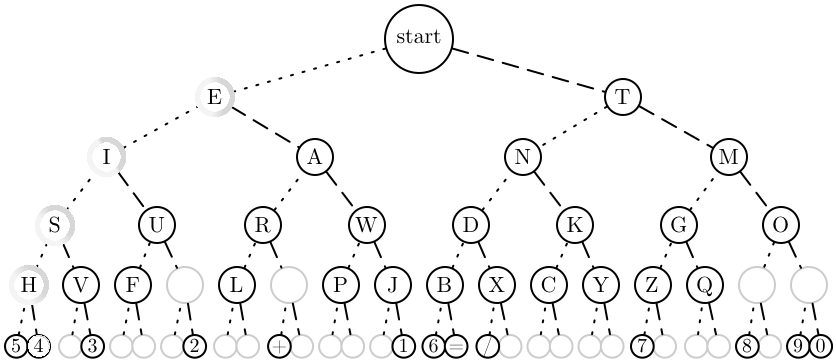 start
E T
I A N M
S U R W D K G O
H V F L P J B X C Y Z Q
5 4 3 2 + 1 6 = / 7 8 9 0